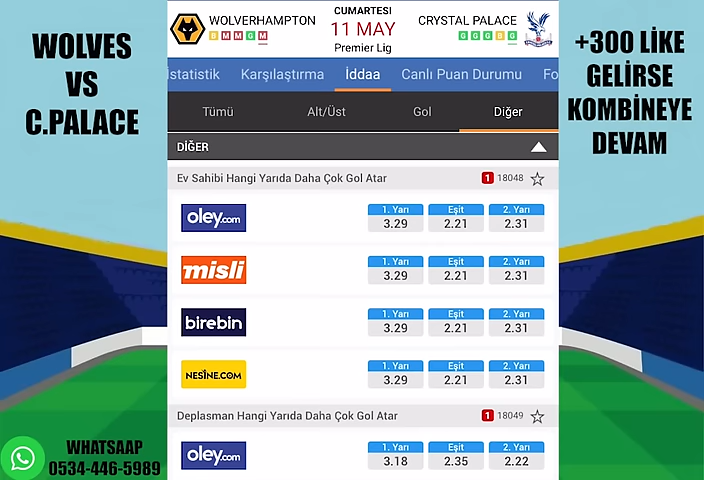 WOLVES
VS
C.PALACE
WOLVERHAMPTON
B M M G M
CUMARTESİ
11 MAY
Premier Lig
CRYSTAL PALACE
G G G B G
+300 LİKE
GELİRSE
KOMBİNEYE
DEVAM
istatistik Karşılaştırma İddaa Canlı Puan Durumu Fo
Tümü Alt/Üst Gol Diğer
DİĞER
Ev Sahibi Hangi Yarıda Daha Çok Gol Atar 1 18048
oley.com
1. Yarı Eşit 2. Yarı
3.29 2.21 2.31
misli
1. Yarı Eşit 2. Yarı
3.29 2.21 2.31
birebin
1. Yarı Eşit 2. Yarı
3.29 2.21 2.31
NESİNE.COM
1. Yarı Eşit 2. Yarı
3.29 2.21 2.31
Deplasman Hangi Yarıda Daha Çok Gol Atar 1 18049
oley.com
1. Yarı Eşit 2. Yarı
3.18 2.35 2.22
WHATSAAP
0534-446-5989